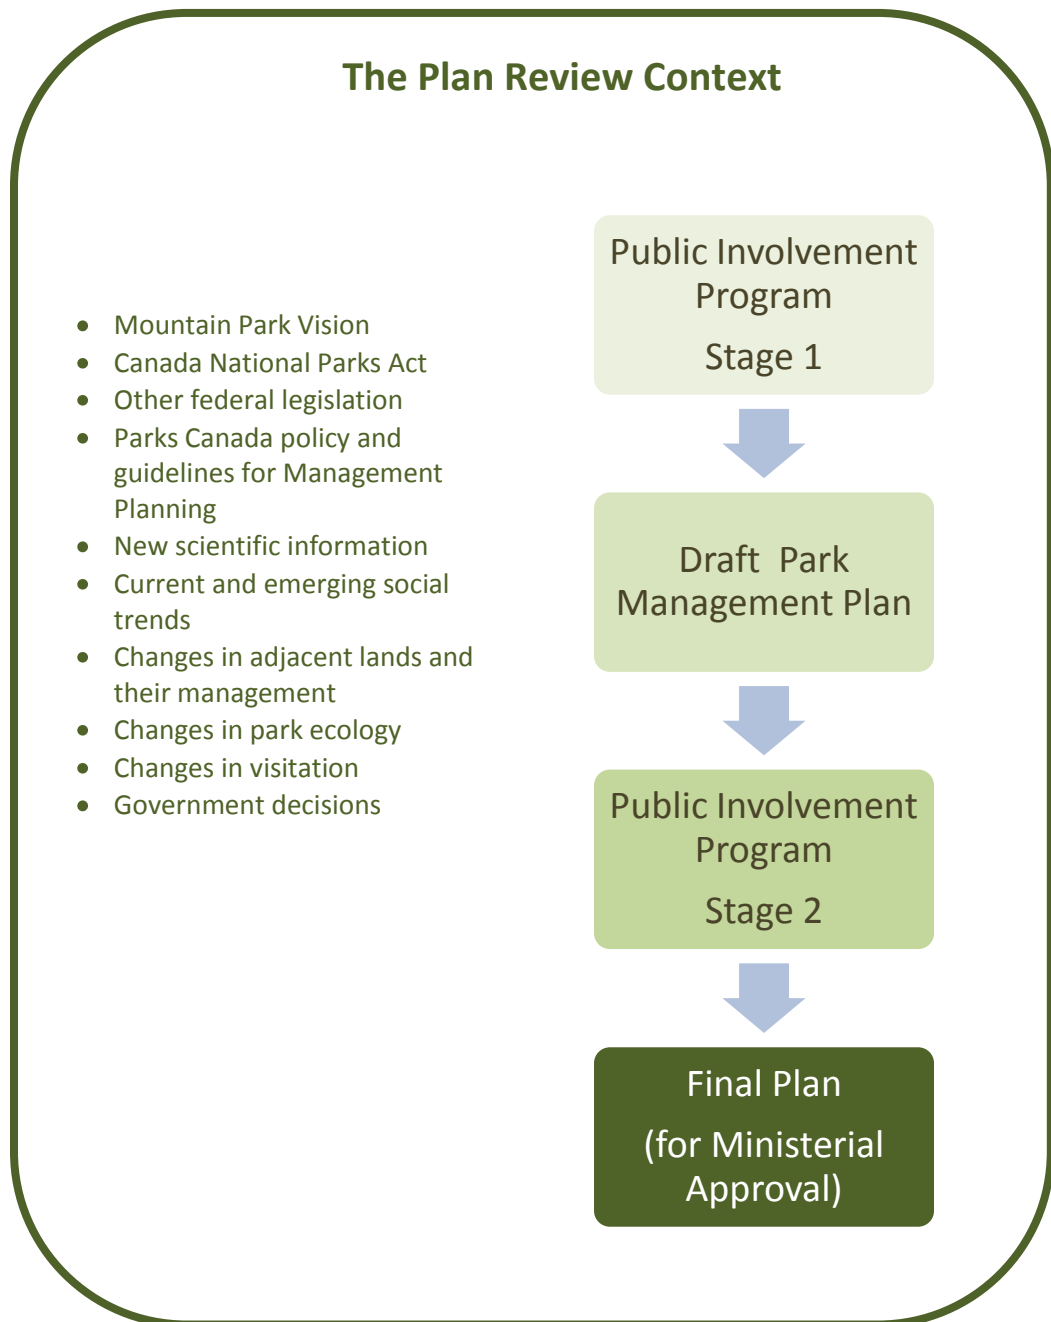 The Plan Review Context
• Mountain Park Vision
• Canada National Parks Act
• Other federal legislation
• Parks Canada policy and
guidelines for Management
Planning
• New scientific information
• Current and emerging social
trends
• Changes in adjacent lands and
their management
• Changes in park ecology
• Changes in visitation
• Government decisions
Public Involvement
Program
Stage 1
Draft Park
Management Plan
Public Involvement
Program
Stage 2
Final Plan
(for Ministerial
Approval)